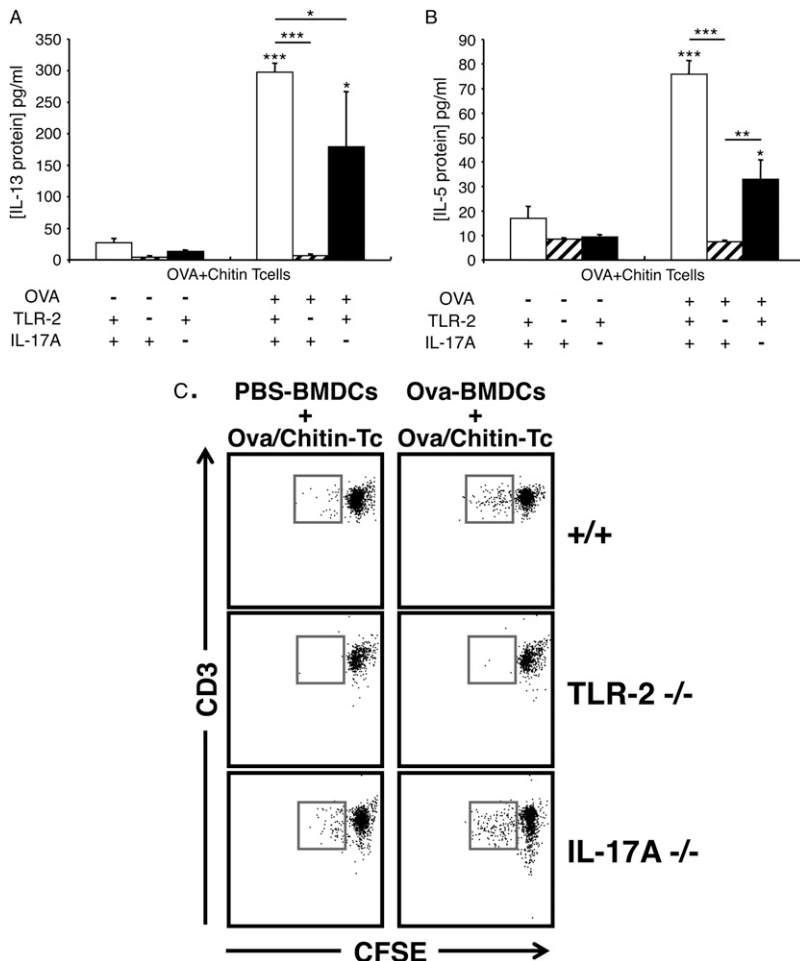 A
B
[IL-13 protein] pg/ml
350
300
250
200
150
100
50
0
*
***
***
*
OVA+Chitin Tcells
OVA - - - + + +
TLR-2 + - + + - +
IL-17A + + - + + -
[IL-5 protein] pg/ml
90
80
70
60
50
40
30
20
10
0
***
***
**
*
OVA+Chitin Tcells
OVA - - - + + +
TLR-2 + - + + - +
IL-17A + + - + + -
C.
PBS-BMDCs
+
Ova/Chitin-Tc
Ova-BMDCs
+
Ova/Chitin-Tc
+/+
TLR-2 -/-
IL-17A -/-
CD3
CFSE